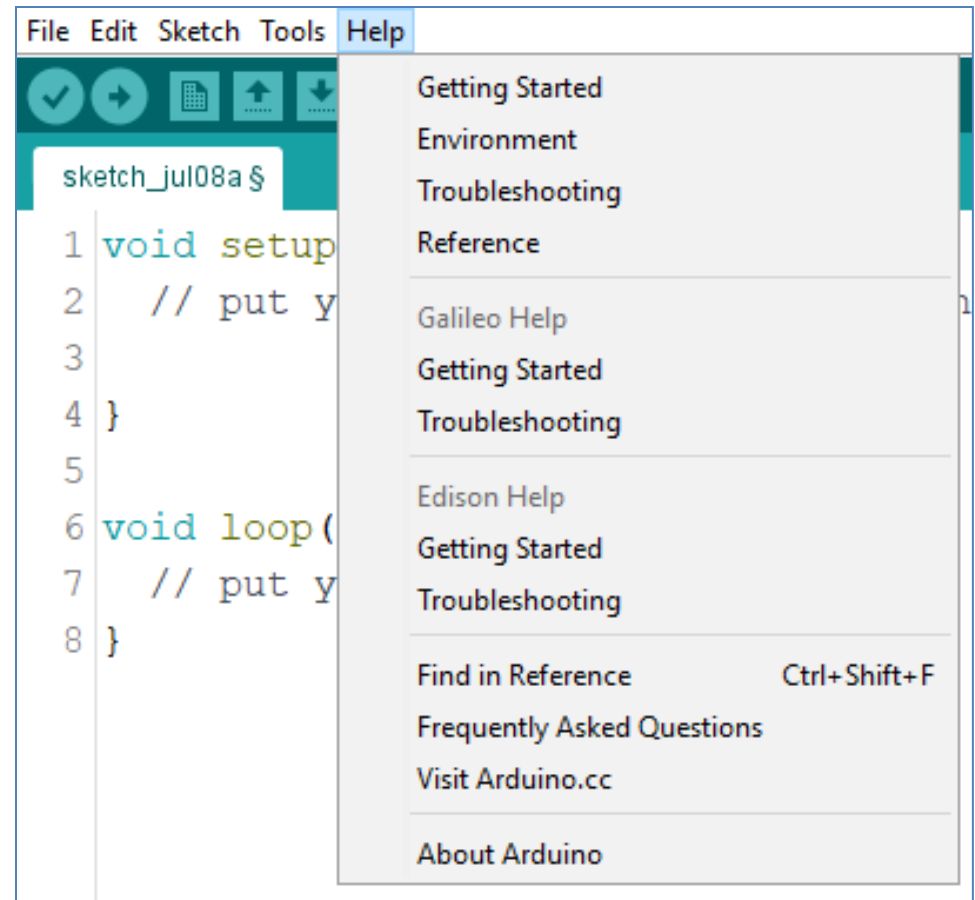 File Edit Sketch Tools Help
sketch_jul08a §
1 void setup
2 // put y
3
4 }
5
6 void loop(
7 // put y
8 }
Getting Started
Environment
Troubleshooting
Reference
Galileo Help
Getting Started
Troubleshooting
Edison Help
Getting Started
Troubleshooting
Find in Reference Ctrl+Shift+F
Frequently Asked Questions
Visit Arduino.cc
About Arduino